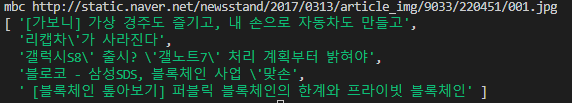 mbc http://static.naver.net/newsstand/2017/0313/article_img/9033/220451/001.jpg
[ '[가보니] 가상 경주도 즐기고, 내 손으로 자동차도 만들고',
'리캡차\'가 사라진다',
'갤럭시S8\' 출시? \'갤노트7\' 처리 계획부터 밝혀야',
'블로코 - 삼성SDS, 블록체인 사업 \'맞손',
' [블록체인 톺아보기] 퍼블릭 블록체인의 한계와 프라이빗 블록체인' ]